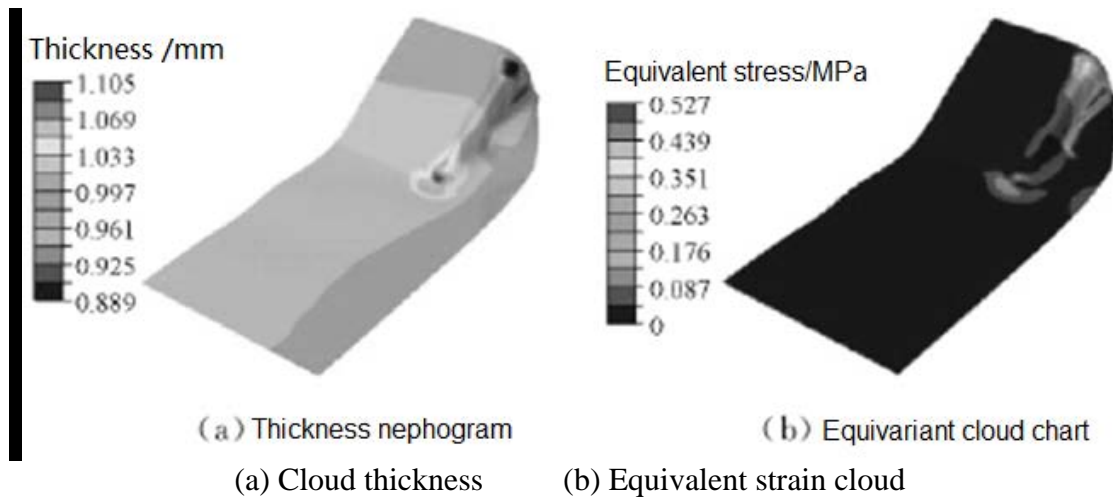 Thickness /mm
1.105
1.069
1.033
0.997
0.961
0.925
0.889
Equivalent stress/MPa
0.527
0.439
0.351
0.263
0.176
0.087
0
(a) Thickness nephogram
(b) Equivariant cloud chart
(a) Cloud thickness (b) Equivalent strain cloud